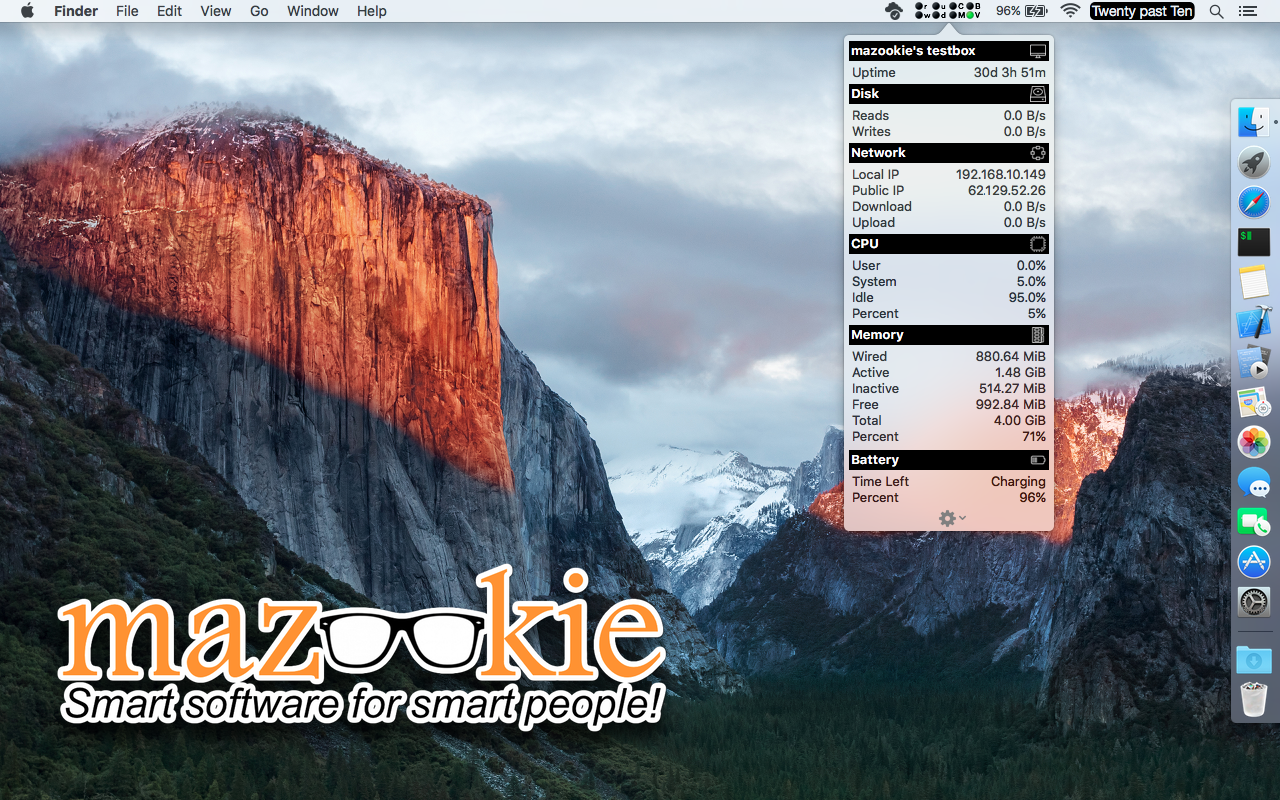 Finder File Edit View Go Window Help 96% Twenty past Ten
r u C B
w d M V
mazookie's testbox
Uptime 30d 3h 51m
Disk
Reads 0.0 B/s
Writes 0.0 B/s
Network
Local IP 192.168.10.149
Public IP 62.129.52.26
Download 0.0 B/s
Upload 0.0 B/s
CPU
User 0.0%
System 5.0%
Idle 95.0%
Percent 5%
Memory
Wired 880.64 MiB
Active 1.48 GiB
Inactive 514.27 MiB
Free 992.84 MiB
Total 4.00 GiB
Percent 71%
Battery
Time Left Charging
Percent 96%
$
3D
mazookie
Smart software for smart people!